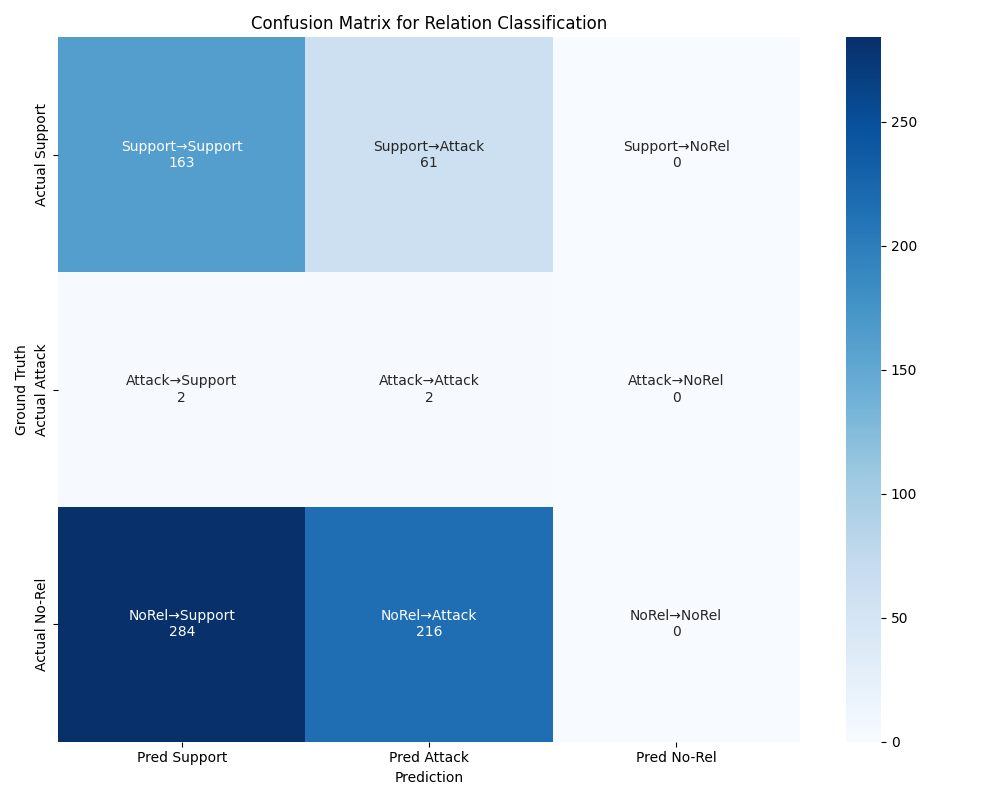 Confusion Matrix for Relation Classification
Ground Truth
Actual Support
Support→Support
163
Support→Attack
61
Support→NoRel
0
Actual Attack
Attack→Support
2
Attack→Attack
2
Attack→NoRel
0
Actual No-Rel
NoRel→Support
284
NoRel→Attack
216
NoRel→NoRel
0
Pred Support
Pred Attack
Pred No-Rel
Prediction
250
200
150
100
50
0